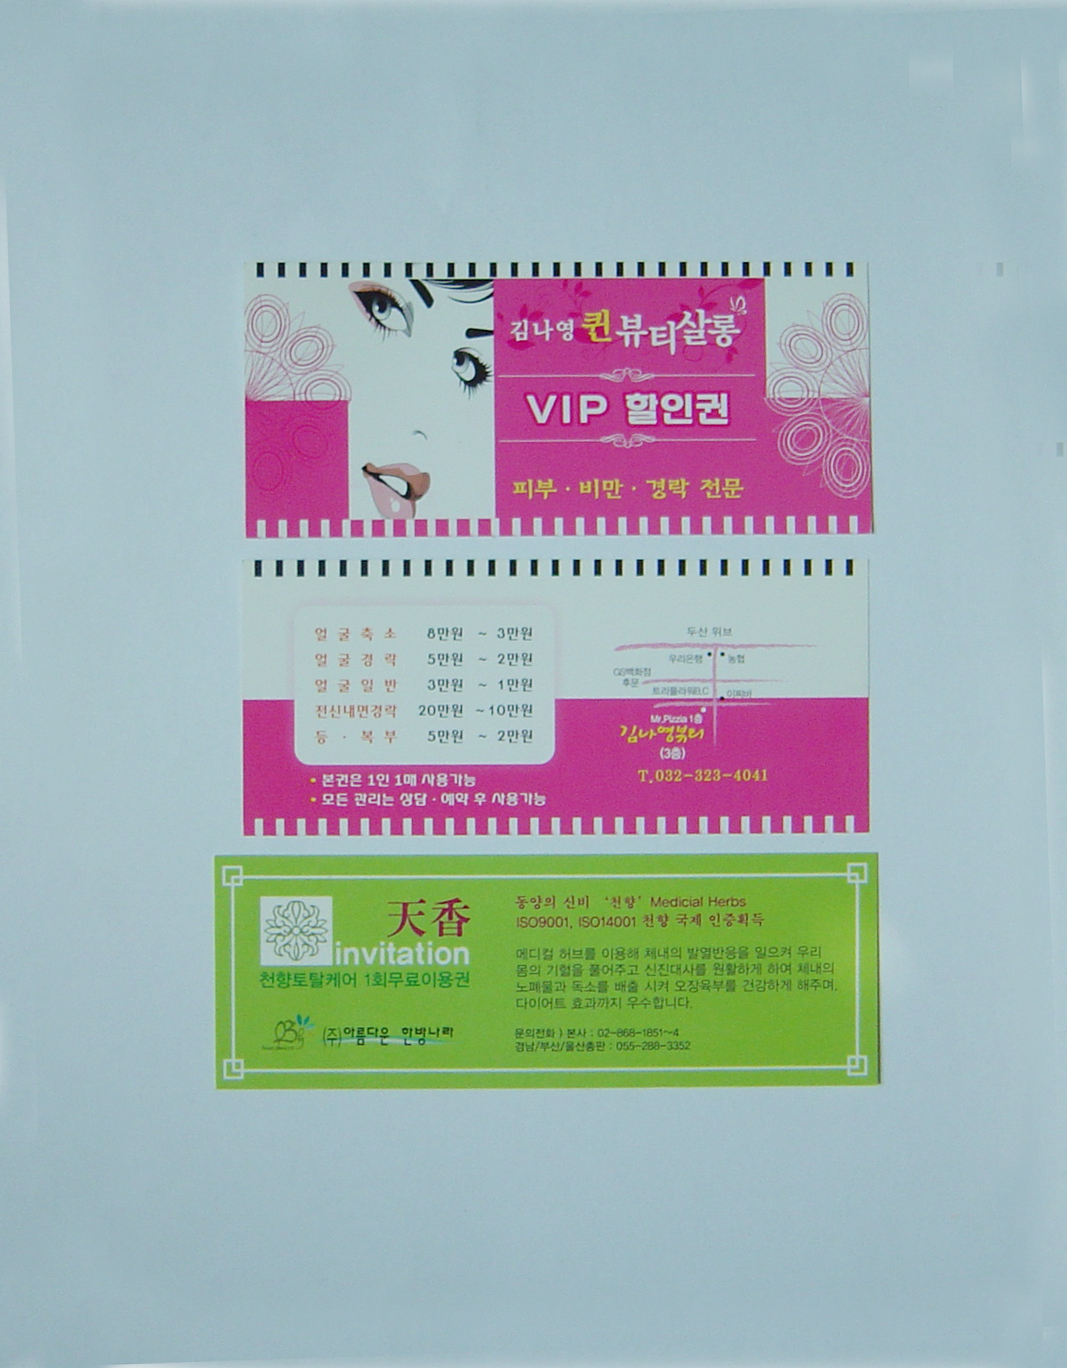 김나영 퀸 뷰티살롱
VIP 할인권
피부 · 비만 · 경락 전문
얼굴축소 8만원 ~ 3만원
얼굴경락 5만원 ~ 2만원
얼굴일반 3만원 ~ 1만원
전신내면경락 20만원 ~10만원
등 · 복부 5만원 ~ 2만원
• 본권은 1인 1매 사용가능
• 모든 관리는 상담 · 예약 후 사용가능
두산 위브
우리은행 농협
후문
Mr.Pizzia 1층
김나영뷰티
(3층)
T.032-323-4041
天香
invitation
천향토탈케어 1회무료이용권
(주)아름다운 한방나라
동양의 신비 '천향' Medicial Herbs
ISO9001, ISO14001 천향 국제 인증획득
메디컬 허브를 이용해 체내의 발열반응을 일으켜 우리
몸의 기혈을 풀어주고 신진대사를 원활하게 하여 체내의
노폐물과 독소를 배출 시켜 오장육부를 건강하게 해주며,
다이어트 효과까지 우수합니다.
문의전화 ) 본사 : 02-868-1851~4
경남/부산/울산총판 : 055-288-3352